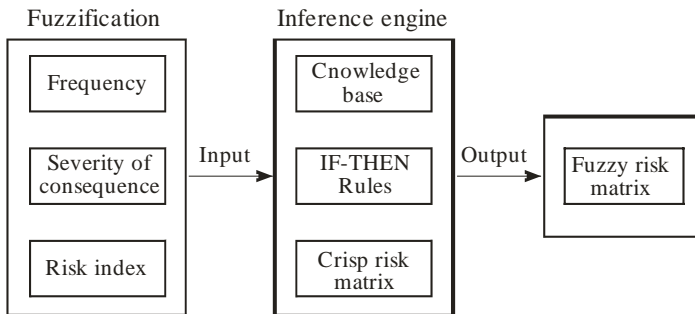 Fuzzification
Frequency
Severity of
consequence
Risk index
Input
Inference engine
Cnowledge
base
IF-THEN
Rules
Crisp risk
matrix
Output
Fuzzy risk
matrix